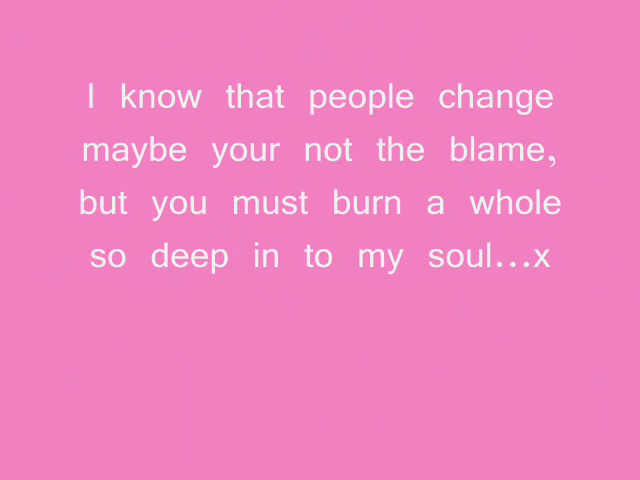 I know that people change
maybe your not the blame,
but you must burn a whole
so deep in to my soul...x